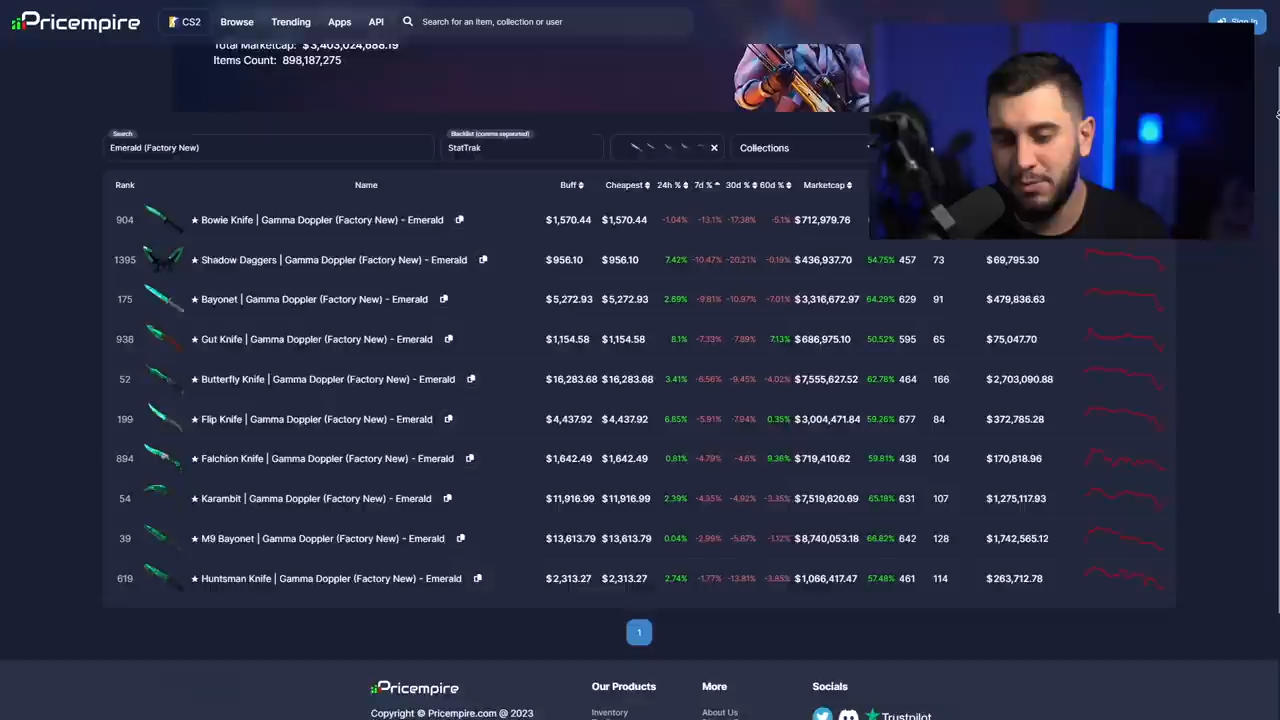 Pricempire CS2 Browse Trending Apps API Search for an item, collection or user Sign In
Total Marketcap: $3,403,024,688.19
Items Count: 898,187,275
Search Blacklist (comma separated)
Emerald (Factory New) StatTrak Collections
Rank Name Buff Cheapest 24h % 7d % 30d % 60d % Marketcap
904 ★ Bowie Knife | Gamma Doppler (Factory New) - Emerald $1,570.44 $1,570.44 -1.04% -13.1% -17.38% -5.1% $712,979.76
1395 ★ Shadow Daggers | Gamma Doppler (Factory New) - Emerald $956.10 $956.10 7.42% -10.47% -20.21% -0.19% $436,937.70 54.75% 457 73 $69,795.30
175 ★ Bayonet | Gamma Doppler (Factory New) - Emerald $5,272.93 $5,272.93 2.69% -9.81% -10.97% -7.01% $3,316,672.97 64.29% 629 91 $479,836.63
938 ★ Gut Knife | Gamma Doppler (Factory New) - Emerald $1,154.58 $1,154.58 8.1% -7.33% -7.89% 7.13% $686,975.10 50.52% 595 65 $75,047.70
52 ★ Butterfly Knife | Gamma Doppler (Factory New) - Emerald $16,283.68 $16,283.68 3.41% -6.56% -9.45% -4.02% $7,555,627.52 62.78% 464 166 $2,703,090.88
199 ★ Flip Knife | Gamma Doppler (Factory New) - Emerald $4,437.92 $4,437.92 6.85% -5.91% -7.94% 0.35% $3,004,471.84 59.26% 677 84 $372,785.28
894 ★ Falchion Knife | Gamma Doppler (Factory New) - Emerald $1,642.49 $1,642.49 0.81% -4.79% -4.6% 9.36% $719,410.62 59.81% 438 104 $170,818.96
54 ★ Karambit | Gamma Doppler (Factory New) - Emerald $11,916.99 $11,916.99 2.39% -4.35% -4.92% -3.35% $7,519,620.69 65.18% 631 107 $1,275,117.93
39 ★ M9 Bayonet | Gamma Doppler (Factory New) - Emerald $13,613.79 $13,613.79 0.04% -2.99% -5.87% -1.12% $8,740,053.18 66.82% 642 128 $1,742,565.12
619 ★ Huntsman Knife | Gamma Doppler (Factory New) - Emerald $2,313.27 $2,313.27 2.74% -1.77% -13.81% -3.85% $1,066,417.47 57.48% 461 114 $263,712.78
1
Pricempire Our Products More Socials
Copyright © Pricempire.com @ 2023 Inventory About Us Trustpilot